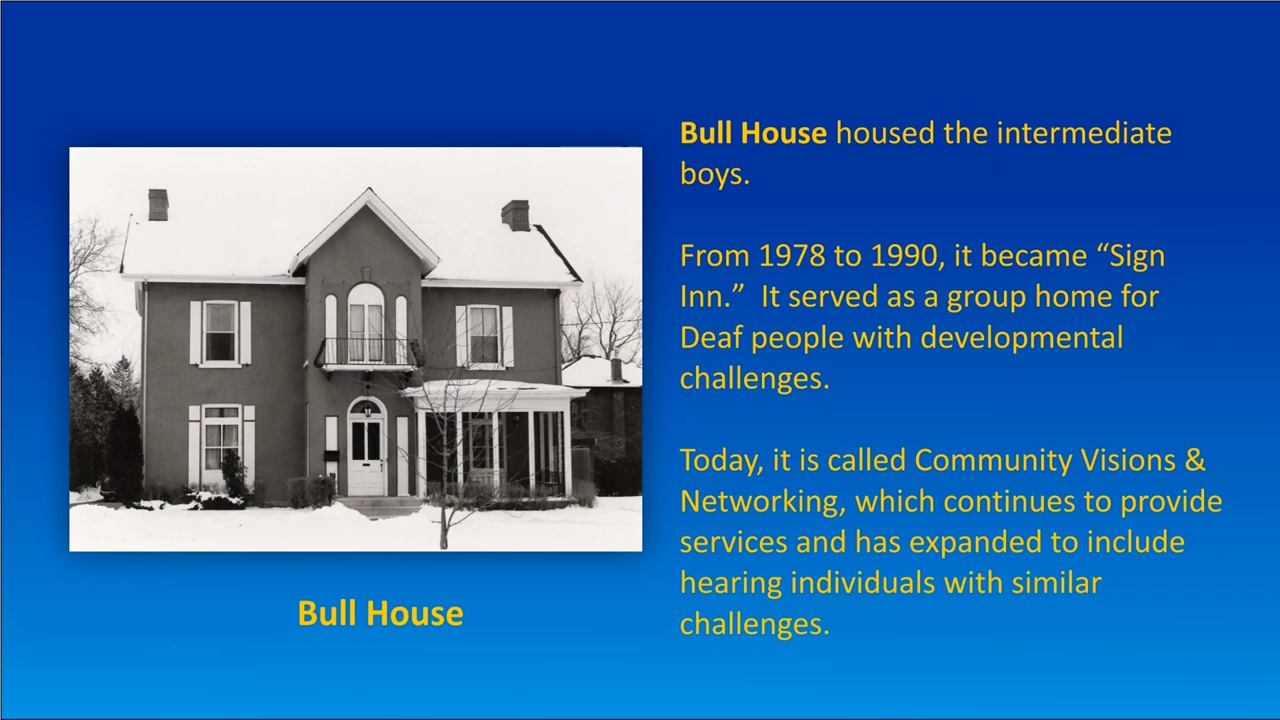 Bull House housed the intermediate
boys.
From 1978 to 1990, it became “Sign
Inn.”  It served as a group home for
Deaf people with developmental
challenges.
Today, it is called Community Visions &
Networking, which continues to provide
services and has expanded to include
hearing individuals with similar
challenges.
Bull House